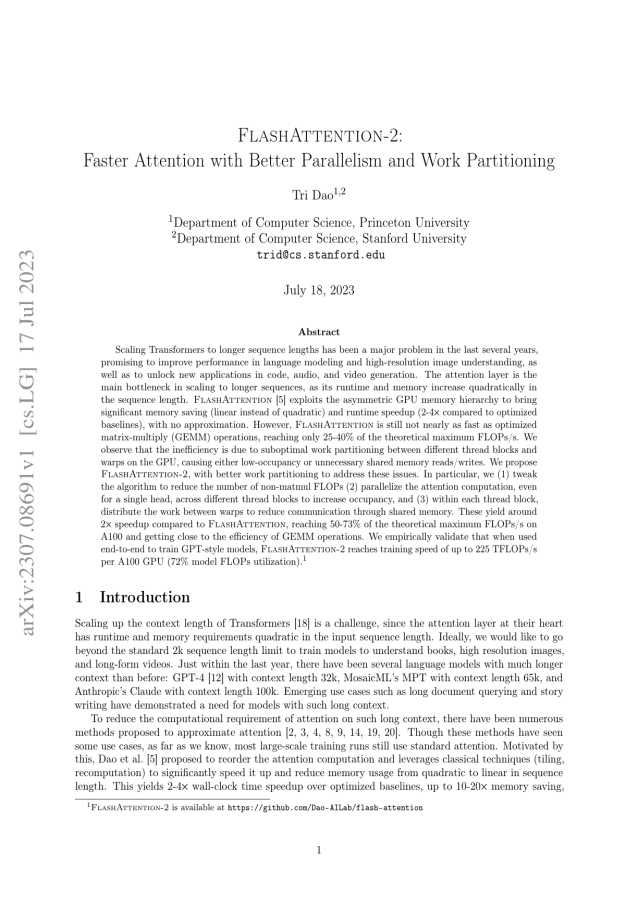 FLASHATTENTION-2:
Faster Attention with Better Parallelism and Work Partitioning
Tri Dao1,2
1Department of Computer Science, Princeton University
2Department of Computer Science, Stanford University
trid@cs.stanford.edu
July 18, 2023
Abstract
Scaling Transformers to longer sequence lengths has been a major problem in the last several years,
promising to improve performance in language modeling and high-resolution image understanding, as
well as to unlock new applications in code, audio, and video generation. The attention layer is the
main bottleneck in scaling to longer sequences, as its runtime and memory increase quadratically in
the sequence length. FLASHATTENTION [5] exploits the asymmetric GPU memory hierarchy to bring
significant memory saving (linear instead of quadratic) and runtime speedup (2-4× compared to optimized
baselines), with no approximation. However, FLASHATTENTION is still not nearly as fast as optimized
matrix-multiply (GEMM) operations, reaching only 25-40% of the theoretical maximum FLOPs/s. We
observe that the inefficiency is due to suboptimal work partitioning between different thread blocks and
warps on the GPU, causing either low-occupancy or unnecessary shared memory reads/writes. We propose
FLASHATTENTION-2, with better work partitioning to address these issues. In particular, we (1) tweak
the algorithm to reduce the number of non-matmul FLOPs (2) parallelize the attention computation, even
for a single head, across different thread blocks to increase occupancy, and (3) within each thread block,
distribute the work between warps to reduce communication through shared memory. These yield around
2× speedup compared to FLASHATTENTION, reaching 50-73% of the theoretical maximum FLOPs/s on
A100 and getting close to the efficiency of GEMM operations. We empirically validate that when used
end-to-end to train GPT-style models, FLASHATTENTION-2 reaches training speed of up to 225 TFLOPs/s
per A100 GPU (72% model FLOPs utilization).1
1 Introduction
Scaling up the context length of Transformers [18] is a challenge, since the attention layer at their heart
has runtime and memory requirements quadratic in the input sequence length. Ideally, we would like to go
beyond the standard 2k sequence length limit to train models to understand books, high resolution images,
and long-form videos. Just within the last year, there have been several language models with much longer
context than before: GPT-4 [12] with context length 32k, MosaicML's MPT with context length 65k, and
Anthropic's Claude with context length 100k. Emerging use cases such as long document querying and story
writing have demonstrated a need for models with such long context.
To reduce the computational requirement of attention on such long context, there have been numerous
methods proposed to approximate attention [2, 3, 4, 8, 9, 14, 19, 20]. Though these methods have seen
some use cases, as far as we know, most large-scale training runs still use standard attention. Motivated by
this, Dao et al. [5] proposed to reorder the attention computation and leverages classical techniques (tiling,
recomputation) to significantly speed it up and reduce memory usage from quadratic to linear in sequence
length. This yields 2-4× wall-clock time speedup over optimized baselines, up to 10-20× memory saving,
1FLASHATTENTION-2 is available at https://github.com/Dao-AILab/flash-attention
1
arXiv:2307.08691v1 [cs.LG] 17 Jul 2023